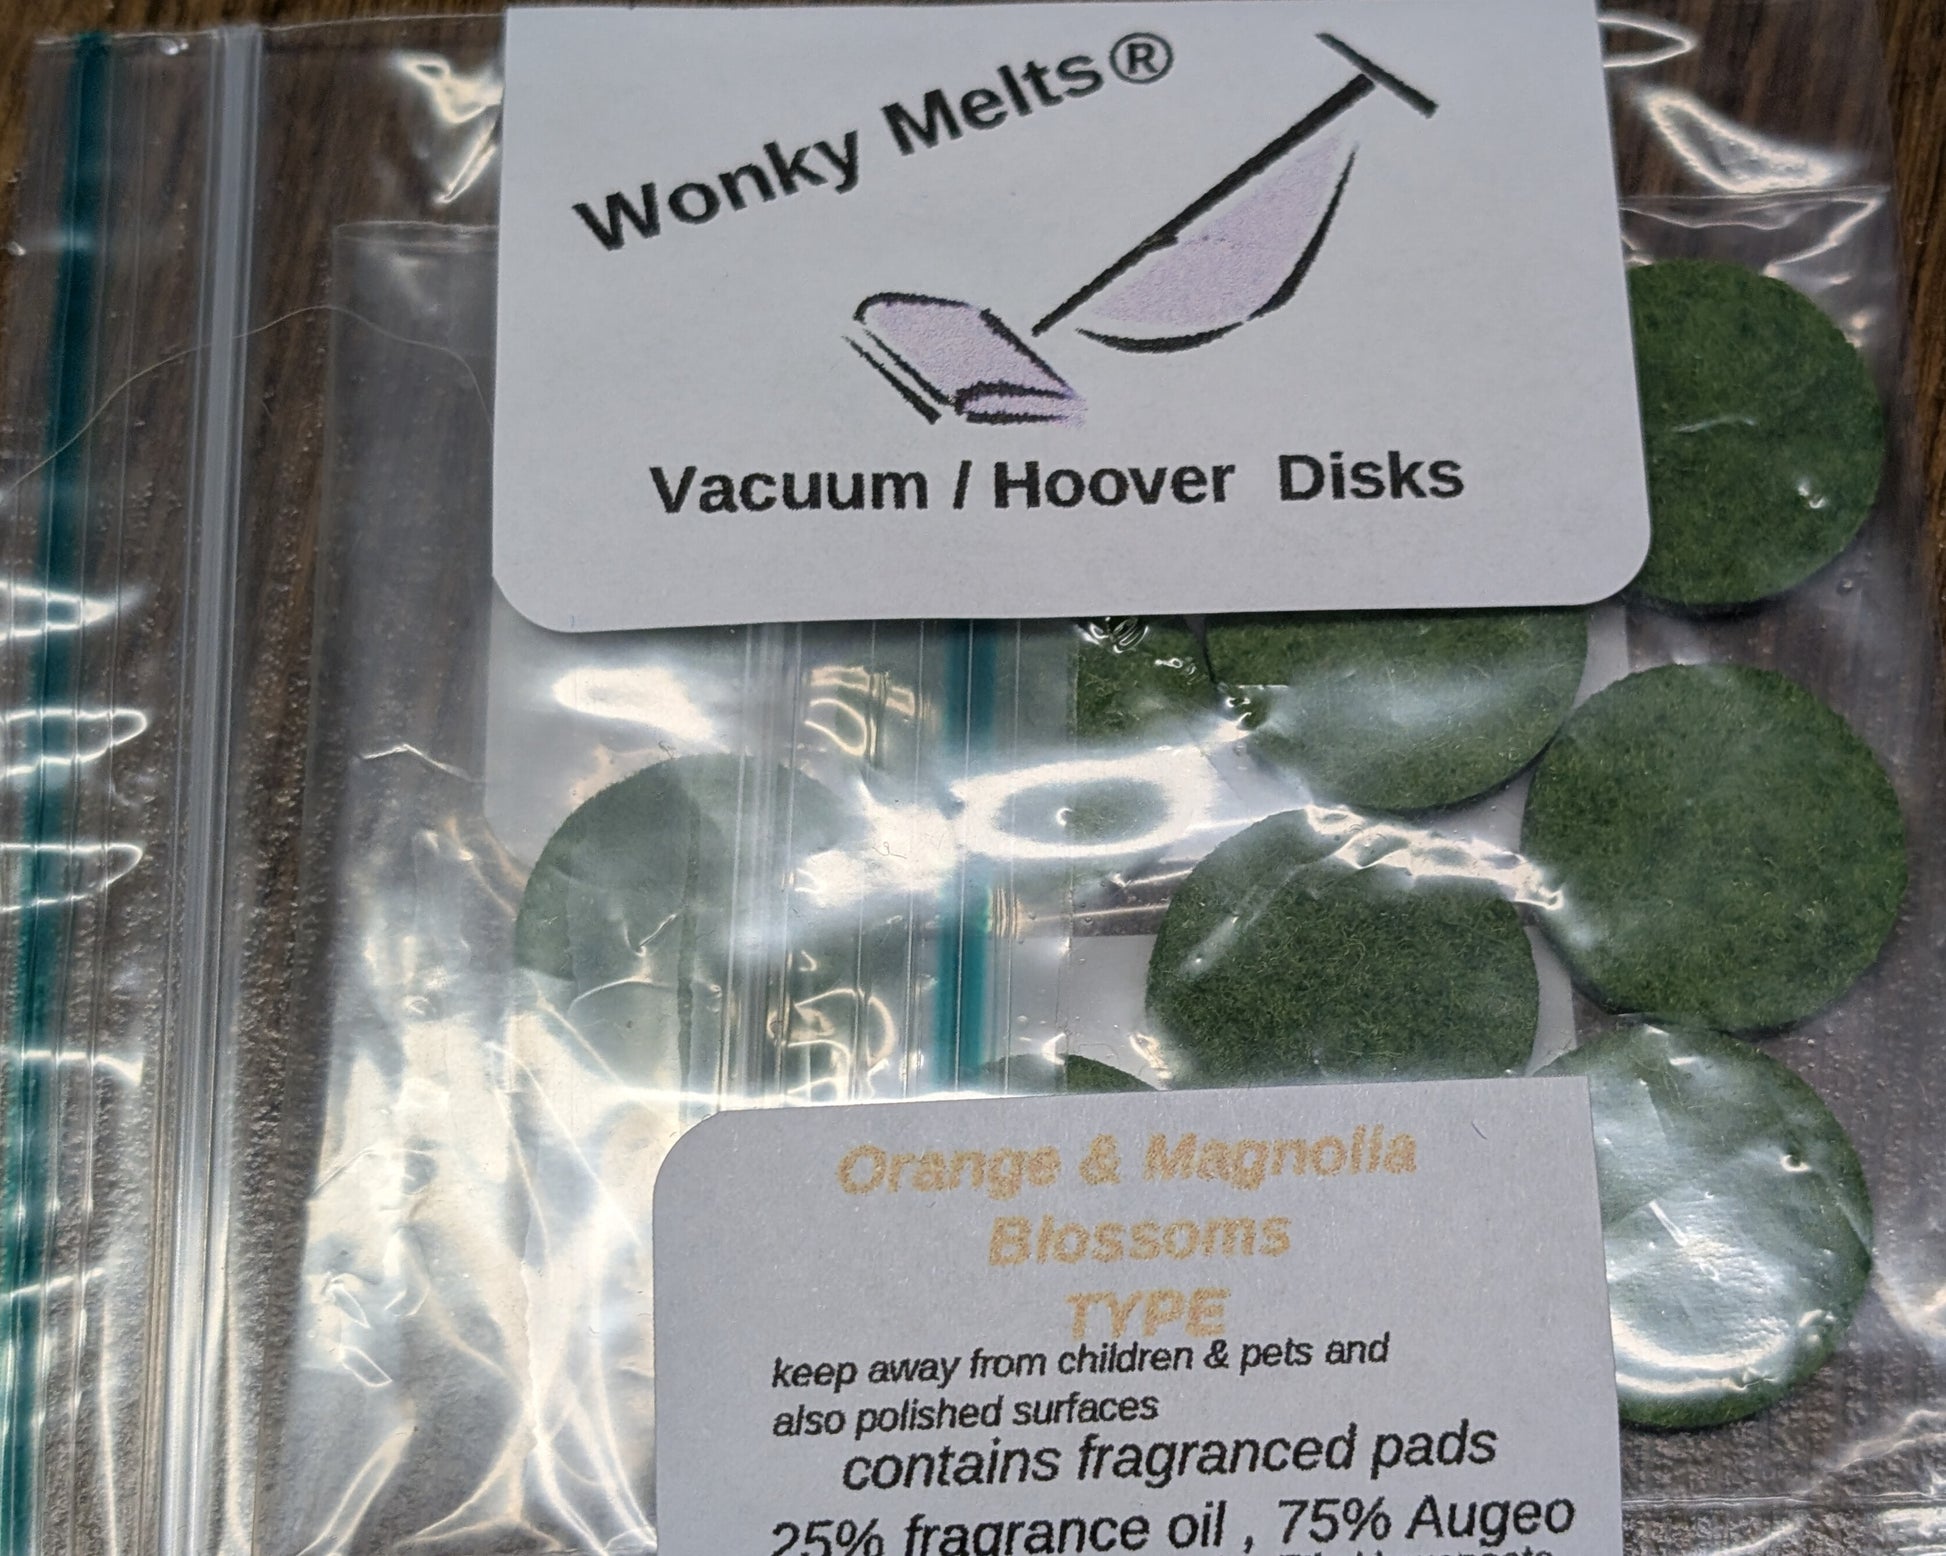 Wonky Melts®
Vacuum / Hoover Disks
Orange & Magnolia
Blossoms
TYPE
keep away from children & pets and
also polished surfaces
contains fragranced pads
25% fragrance oil , 75% Augeo